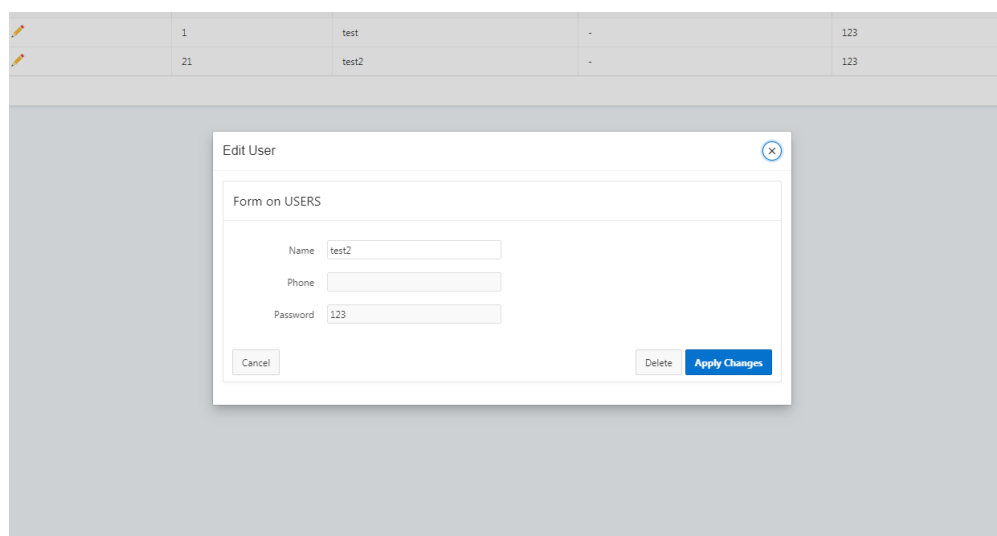 1 test - 123
21 test2 - 123
Edit User
Form on USERS
Name test2
Phone
Password 123
Cancel Delete Apply Changes